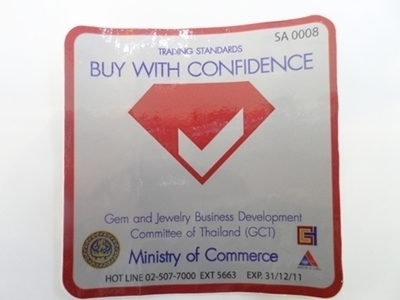 SA 0008
TRADING STANDARDS
BUY WITH CONFIDENCE
Gem and Jewelry Business Development
Committee of Thailand (GCT)
Ministry of Commerce
HOT LINE 02-507-7000 EXT 5663 EXP. 31/12/11